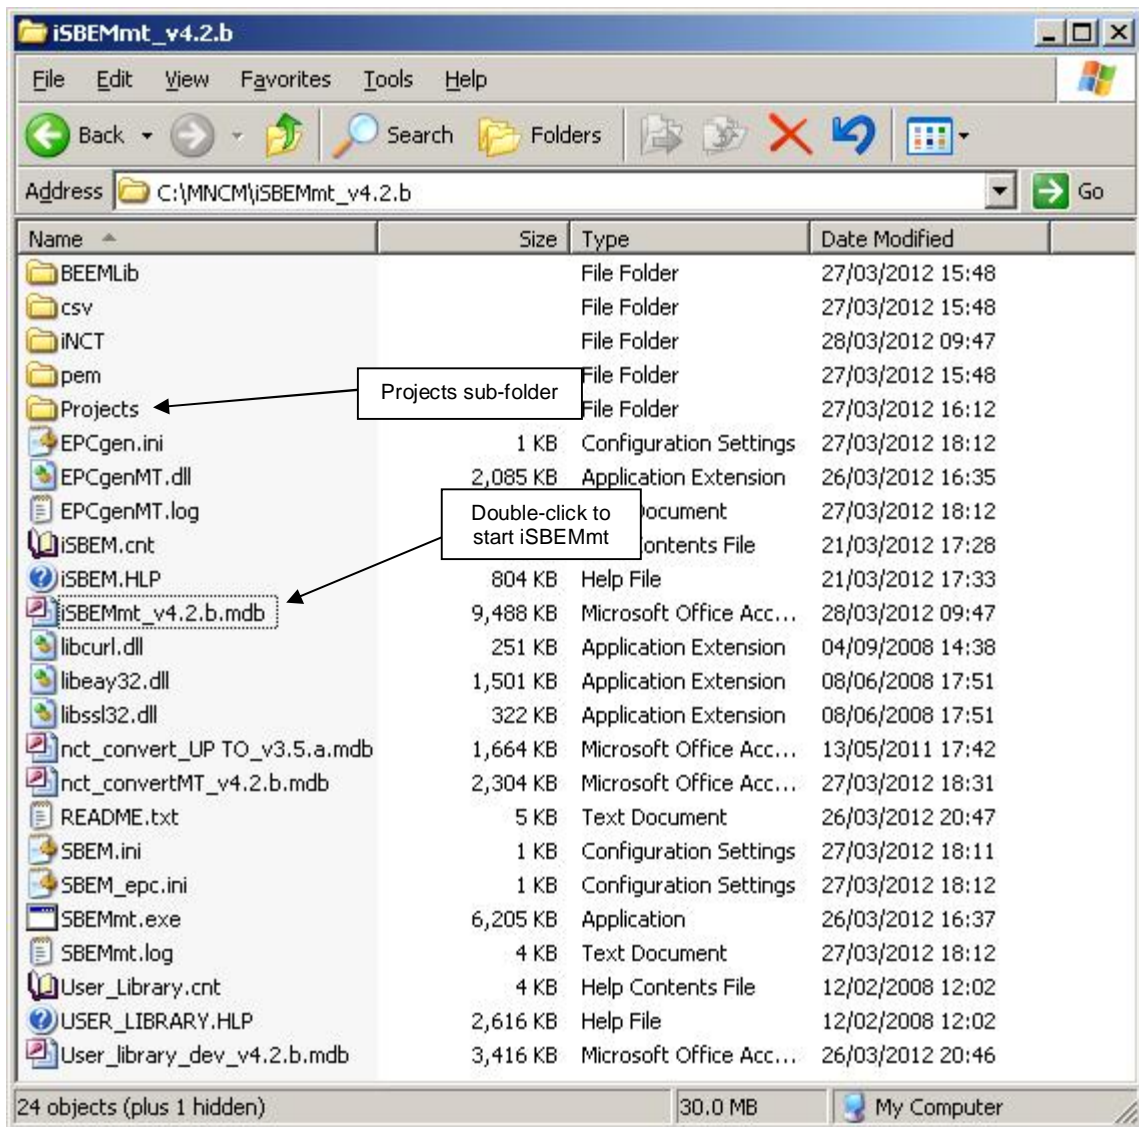 iSBEMmt_v4.2.b
File Edit View Favorites Tools Help
Back Search Folders
Address C:\MNCM\iSBEMmt_v4.2.b Go
Name Size Type Date Modified
BEEMLib File Folder 27/03/2012 15:48
csv File Folder 27/03/2012 15:48
iNCT File Folder 28/03/2012 09:47
pem File Folder 27/03/2012 15:48
Projects sub-folder
Projects File Folder 27/03/2012 16:12
EPCgen.ini 1 KB Configuration Settings 27/03/2012 18:12
EPCgenMT.dll 2,085 KB Application Extension 26/03/2012 16:35
Double-click to
start iSBEMmt
EPCgenMT.log ocument 27/03/2012 18:12
iSBEM.cnt ontents File 21/03/2012 17:28
iSBEM.HLP 804 KB Help File 21/03/2012 17:33
iSBEMmt_v4.2.b.mdb 9,488 KB Microsoft Office Acc... 28/03/2012 09:47
libcurl.dll 251 KB Application Extension 04/09/2008 14:38
libeay32.dll 1,501 KB Application Extension 08/06/2008 17:51
libssl32.dll 322 KB Application Extension 08/06/2008 17:51
nct_convert_UP TO_v3.5.a.mdb 1,664 KB Microsoft Office Acc... 13/05/2011 17:42
nct_convertMT_v4.2.b.mdb 2,304 KB Microsoft Office Acc... 27/03/2012 18:31
README.txt 5 KB Text Document 26/03/2012 20:47
SBEM.ini 1 KB Configuration Settings 27/03/2012 18:11
SBEM_epc.ini 1 KB Configuration Settings 27/03/2012 18:12
SBEMmt.exe 6,205 KB Application 26/03/2012 16:37
SBEMmt.log 4 KB Text Document 27/03/2012 18:12
User_Library.cnt 4 KB Help Contents File 12/02/2008 12:02
USER_LIBRARY.HLP 2,616 KB Help File 12/02/2008 12:02
User_library_dev_v4.2.b.mdb 3,416 KB Microsoft Office Acc... 26/03/2012 20:46
24 objects (plus 1 hidden) 30.0 MB My Computer